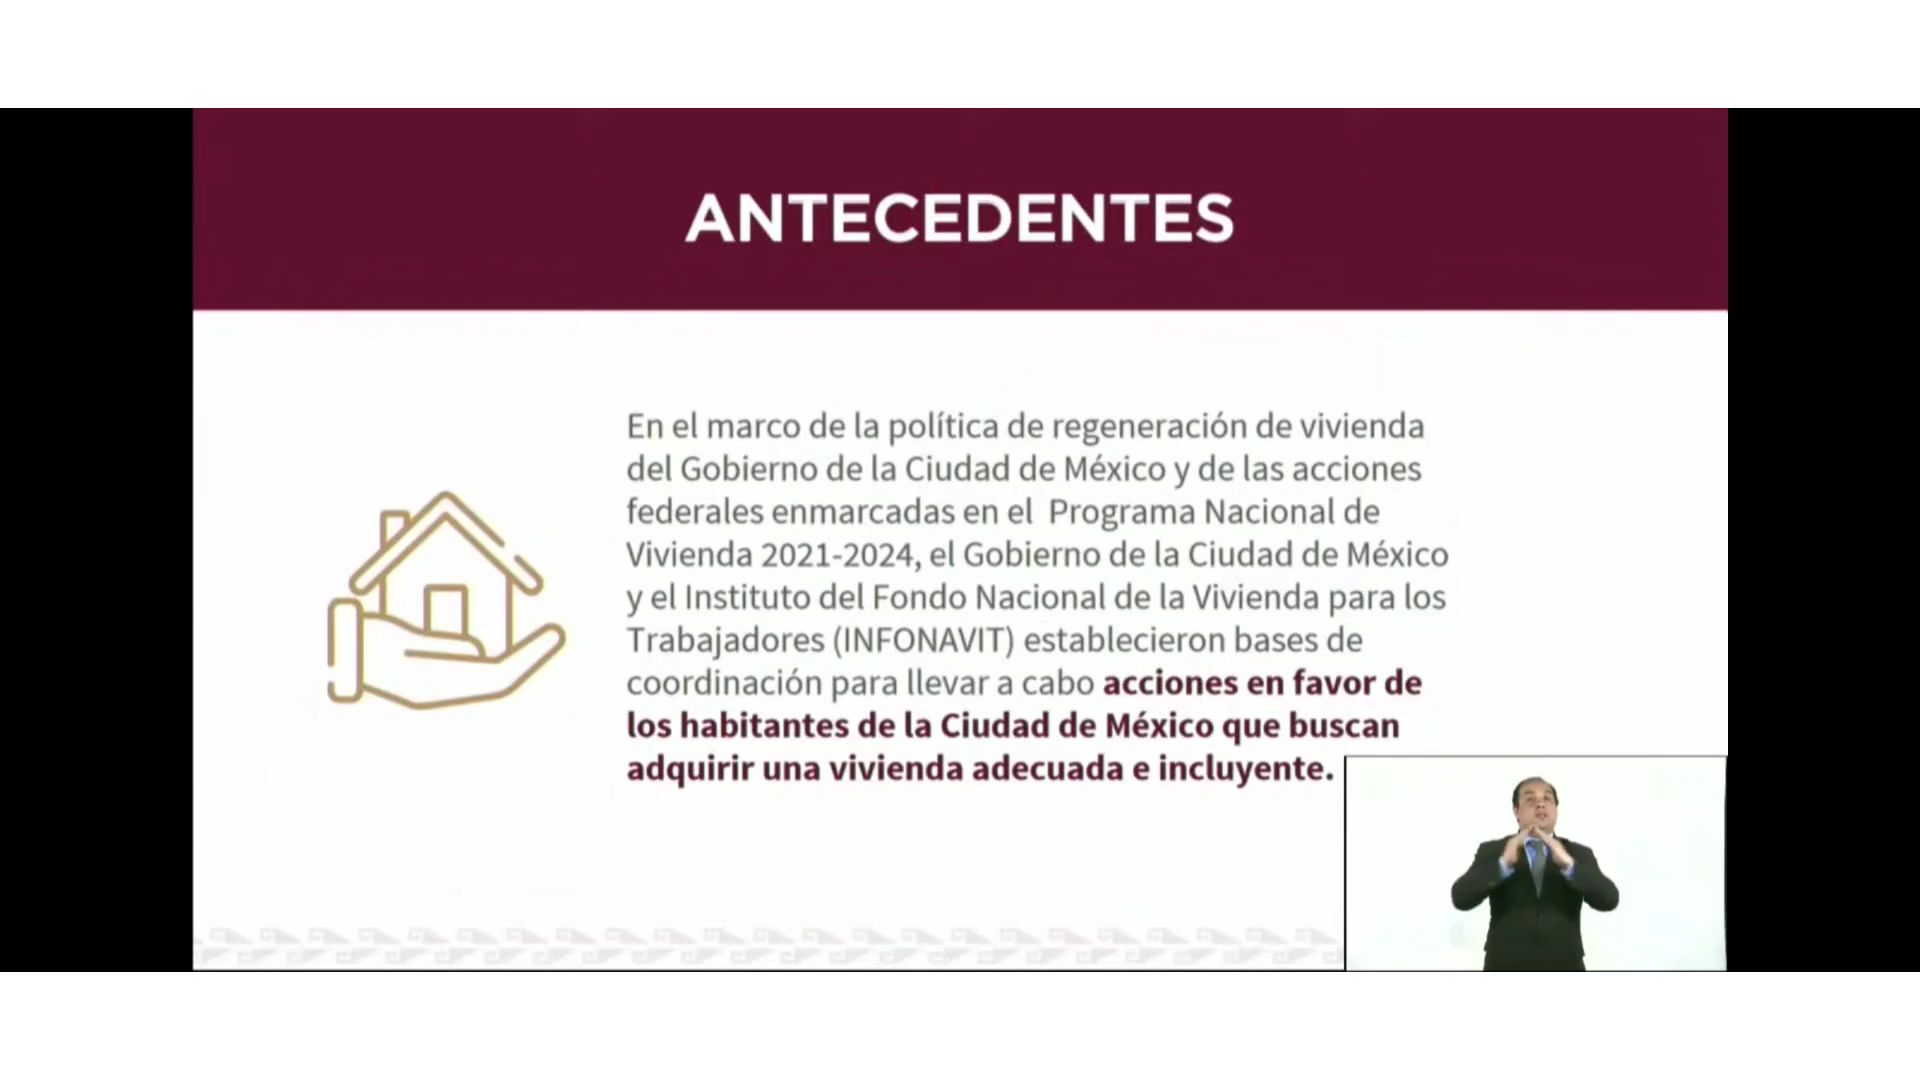 ANTECEDENTES
En el marco de la política de regeneración de vivienda
del Gobierno de la Ciudad de México y de las acciones
federales enmarcadas en el  Programa Nacional de
Vivienda 2021-2024, el Gobierno de la Ciudad de México
y el Instituto del Fondo Nacional de la Vivienda para los
Trabajadores (INFONAVIT) establecieron bases de
coordinación para llevar a cabo acciones en favor de
los habitantes de la Ciudad de México que buscan
adquirir una vivienda adecuada e incluyente.